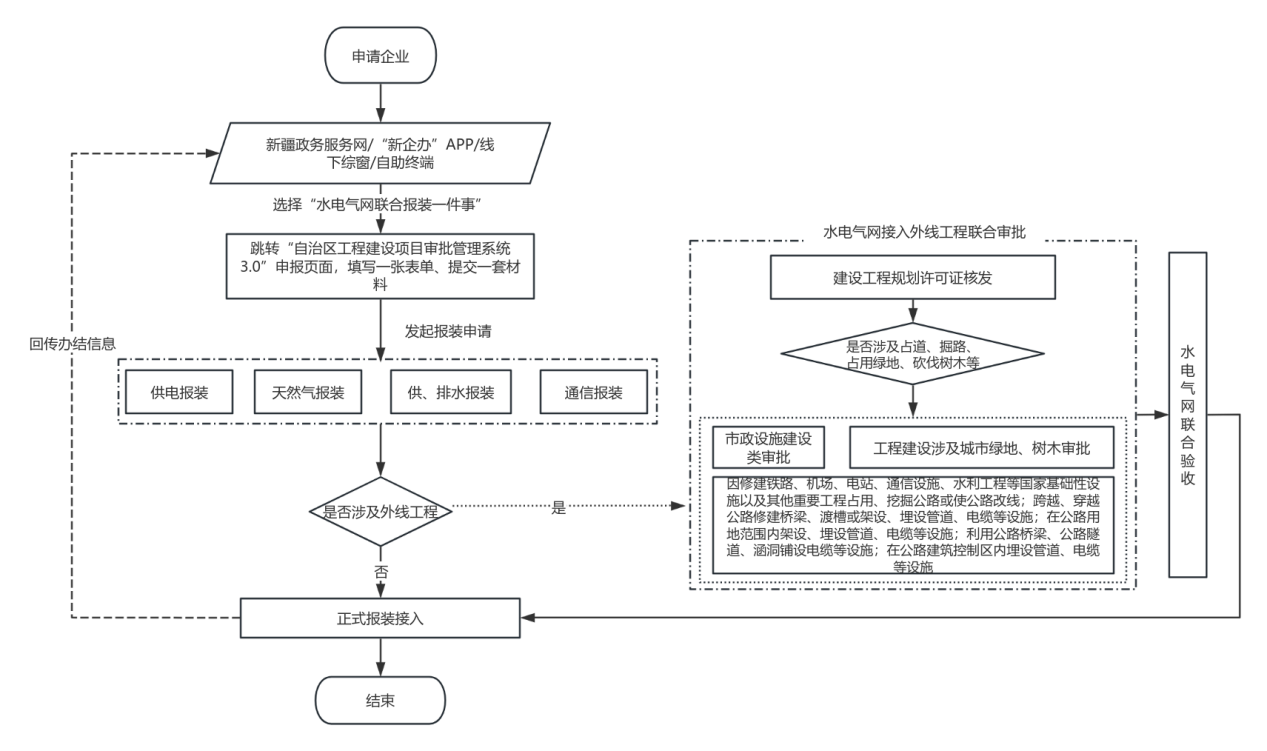 申请企业
新疆政务服务网/“新企办”APP/线
下综窗/自助终端
选择“水电气网联合报装一件事”
跳转“自治区工程建设项目审批管理系统
3.0”申报页面，填写一张表单、提交一套材
料
发起报装申请
回传办结信息
供电报装
天然气报装
供、排水报装
通信报装
是否涉及外线工程
是
否
正式报装接入
结束
水电气网接入外线工程联合审批
建设工程规划许可证核发
是否涉及占道、掘路、
占用绿地、砍伐树木等
市政设施建设
类审批
工程建设涉及城市绿地、树木审批
因修建铁路、机场、电站、通信设施、水利工程等国家基础性设
施以及其他重要工程占用、挖掘公路或使公路改线；跨越、穿越
公路修建桥梁、渡槽或架设、埋设管道、电缆等设施；在公路用
地范围内架设、埋设管道、电缆等设施；利用公路桥梁、公路隧
道、涵洞铺设电缆等设施；在公路建筑控制区内埋设管道、电缆
等设施
水电气网联合验收